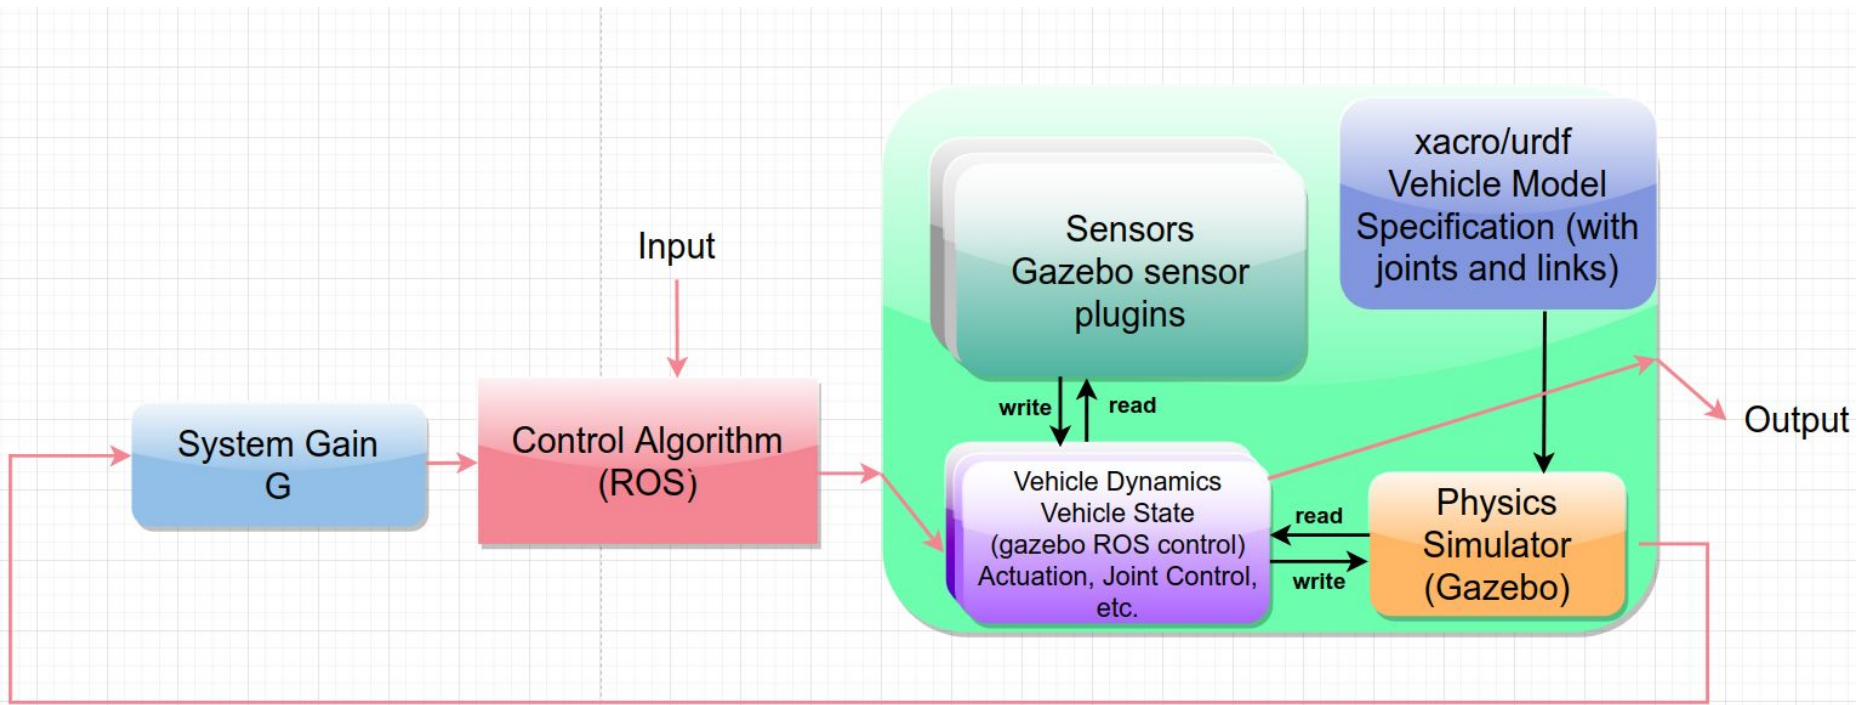 Input
System Gain
G
Control Algorithm
(ROS)
Sensors
Gazebo sensor
plugins
xacro/urdf
Vehicle Model
Specification (with
joints and links)
write
read
Vehicle Dynamics
Vehicle State
(gazebo ROS control)
Actuation, Joint Control,
etc.
read
write
Physics
Simulator
(Gazebo)
Output